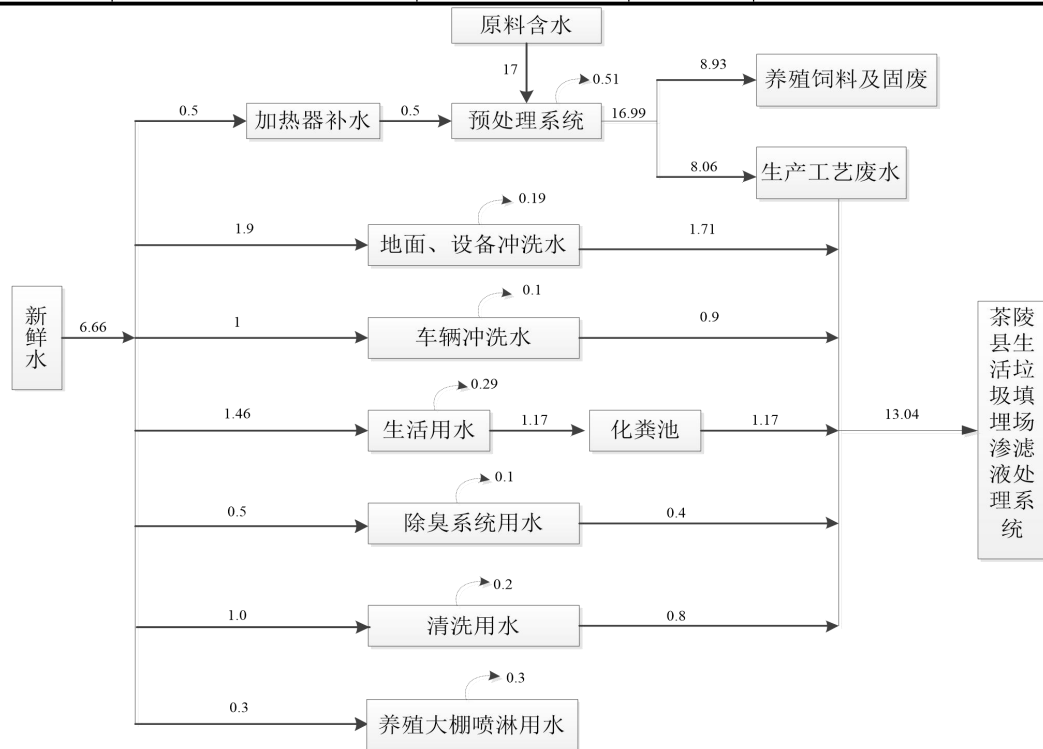 原料含水
17
0.51
8.93
养殖饲料及固废
0.5
加热器补水
0.5
预处理系统
16.99
8.06
生产工艺废水
1.9
0.19
地面、设备冲洗水
1.71
新鲜水
6.66
1
0.1
车辆冲洗水
0.9
1.46
0.29
生活用水
1.17
化粪池
1.17
13.04
茶陵
县生
活垃
圾填
埋场
渗滤
液处
理系
统
0.5
0.1
除臭系统用水
0.4
1.0
0.2
清洗用水
0.8
0.3
0.3
养殖大棚喷淋用水